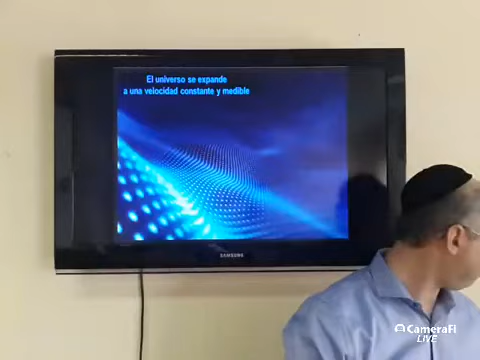 El universo se expande
a una velocidad constante y medible
SAMSUNG
CameraFi
LIVE